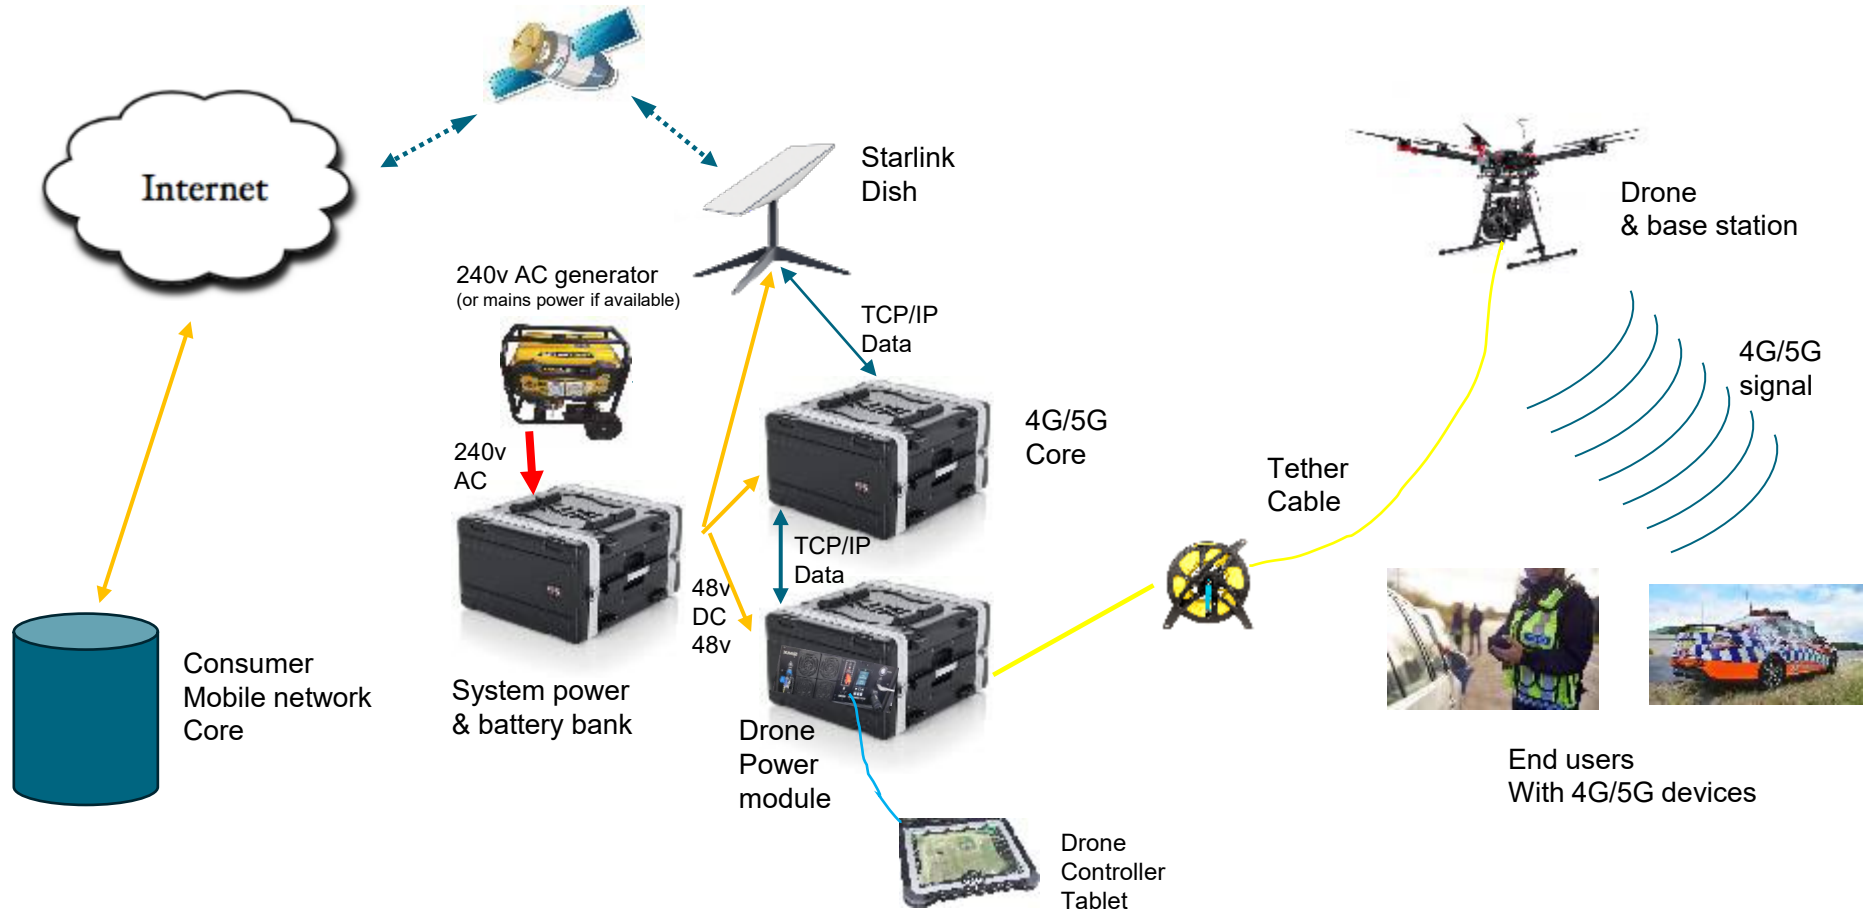 Internet
Starlink
Dish
Drone
& base station
240v AC generator
(or mains power if available)
TCP/IP
Data
4G/5G
signal
4G/5G
Core
240v
AC
Tether
Cable
TCP/IP
Data
48v
DC
48v
Consumer
Mobile network
Core
System power
& battery bank
Drone
Power
module
End users
With 4G/5G devices
Drone
Controller
Tablet